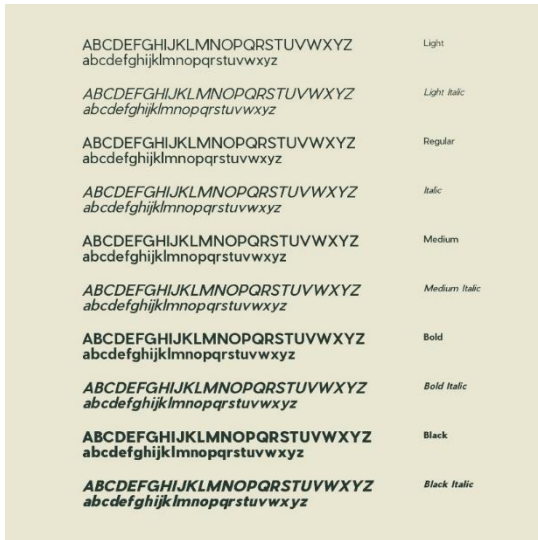 ABCDEFGHIJKLMNOPQRSTUVWXYZ Light
abcdefghijklmnopqrstuvwxyz
ABCDEFGHIJKLMNOPQRSTUVWXYZ Light Italic
abcdefghijklmnopqrstuvwxyz
ABCDEFGHIJKLMNOPQRSTUVWXYZ Regular
abcdefghijklmnopqrstuvwxyz
ABCDEFGHIJKLMNOPQRSTUVWXYZ Italic
abcdefghijklmnopqrstuvwxyz
ABCDEFGHIJKLMNOPQRSTUVWXYZ Medium
abcdefghijklmnopqrstuvwxyz
ABCDEFGHIJKLMNOPQRSTUVWXYZ Medium Italic
abcdefghijklmnopqrstuvwxyz
ABCDEFGHIJKLMNOPQRSTUVWXYZ Bold
abcdefghijklmnopqrstuvwxyz
ABCDEFGHIJKLMNOPQRSTUVWXYZ Bold Italic
abcdefghijklmnopqrstuvwxyz
ABCDEFGHIJKLMNOPQRSTUVWXYZ Black
abcdefghijklmnopqrstuvwxyz
ABCDEFGHIJKLMNOPQRSTUVWXYZ Black Italic
abcdefghijklmnopqrstuvwxyz